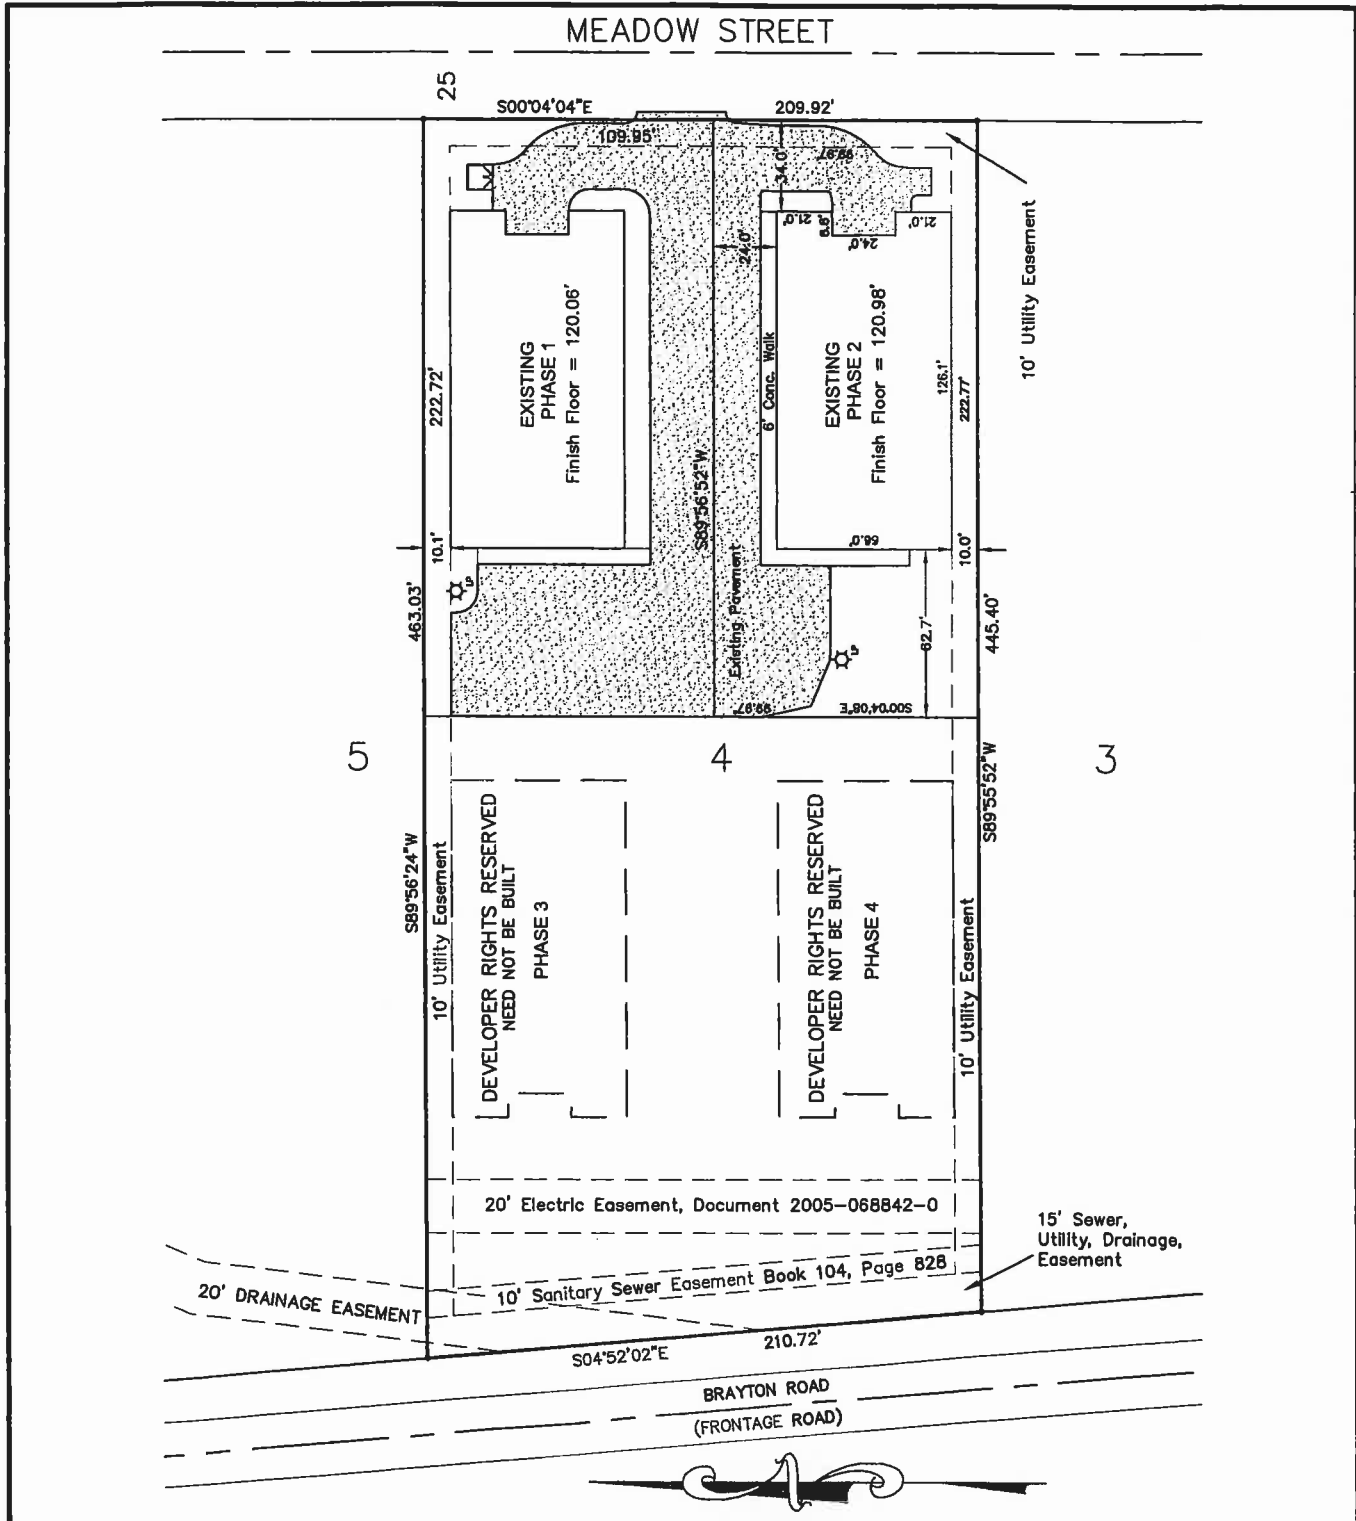 MEADOW STREET
25
S00°04'04"E
209.92'
109.95'
99.97'
34.0'
21.0'
6.6'
24.0'
21.0'
24.0'
10' Utility Easement
EXISTING
PHASE 1
Finish Floor = 120.06'
EXISTING
PHASE 2
Finish Floor = 120.98'
6' Conc. Walk
222.72'
126.1'
222.77'
S89°56'52"W
66.0'
10.1'
10.0'
Existing Pavement
LP
LP
463.03'
62.7'
445.40'
99.97'
S00°04'08"E
5
4
3
S89°56'24"W
10' Utility Easement
DEVELOPER RIGHTS RESERVED
NEED NOT BE BUILT
PHASE 3
DEVELOPER RIGHTS RESERVED
NEED NOT BE BUILT
PHASE 4
S89°55'52"W
10' Utility Easement
20' Electric Easement, Document 2005-068842-0
15' Sewer,
Utility, Drainage,
Easement
10' Sanitary Sewer Easement Book 104, Page 828
20' DRAINAGE EASEMENT
S04°52'02"E
210.72'
BRAYTON ROAD
(FRONTAGE ROAD)
N